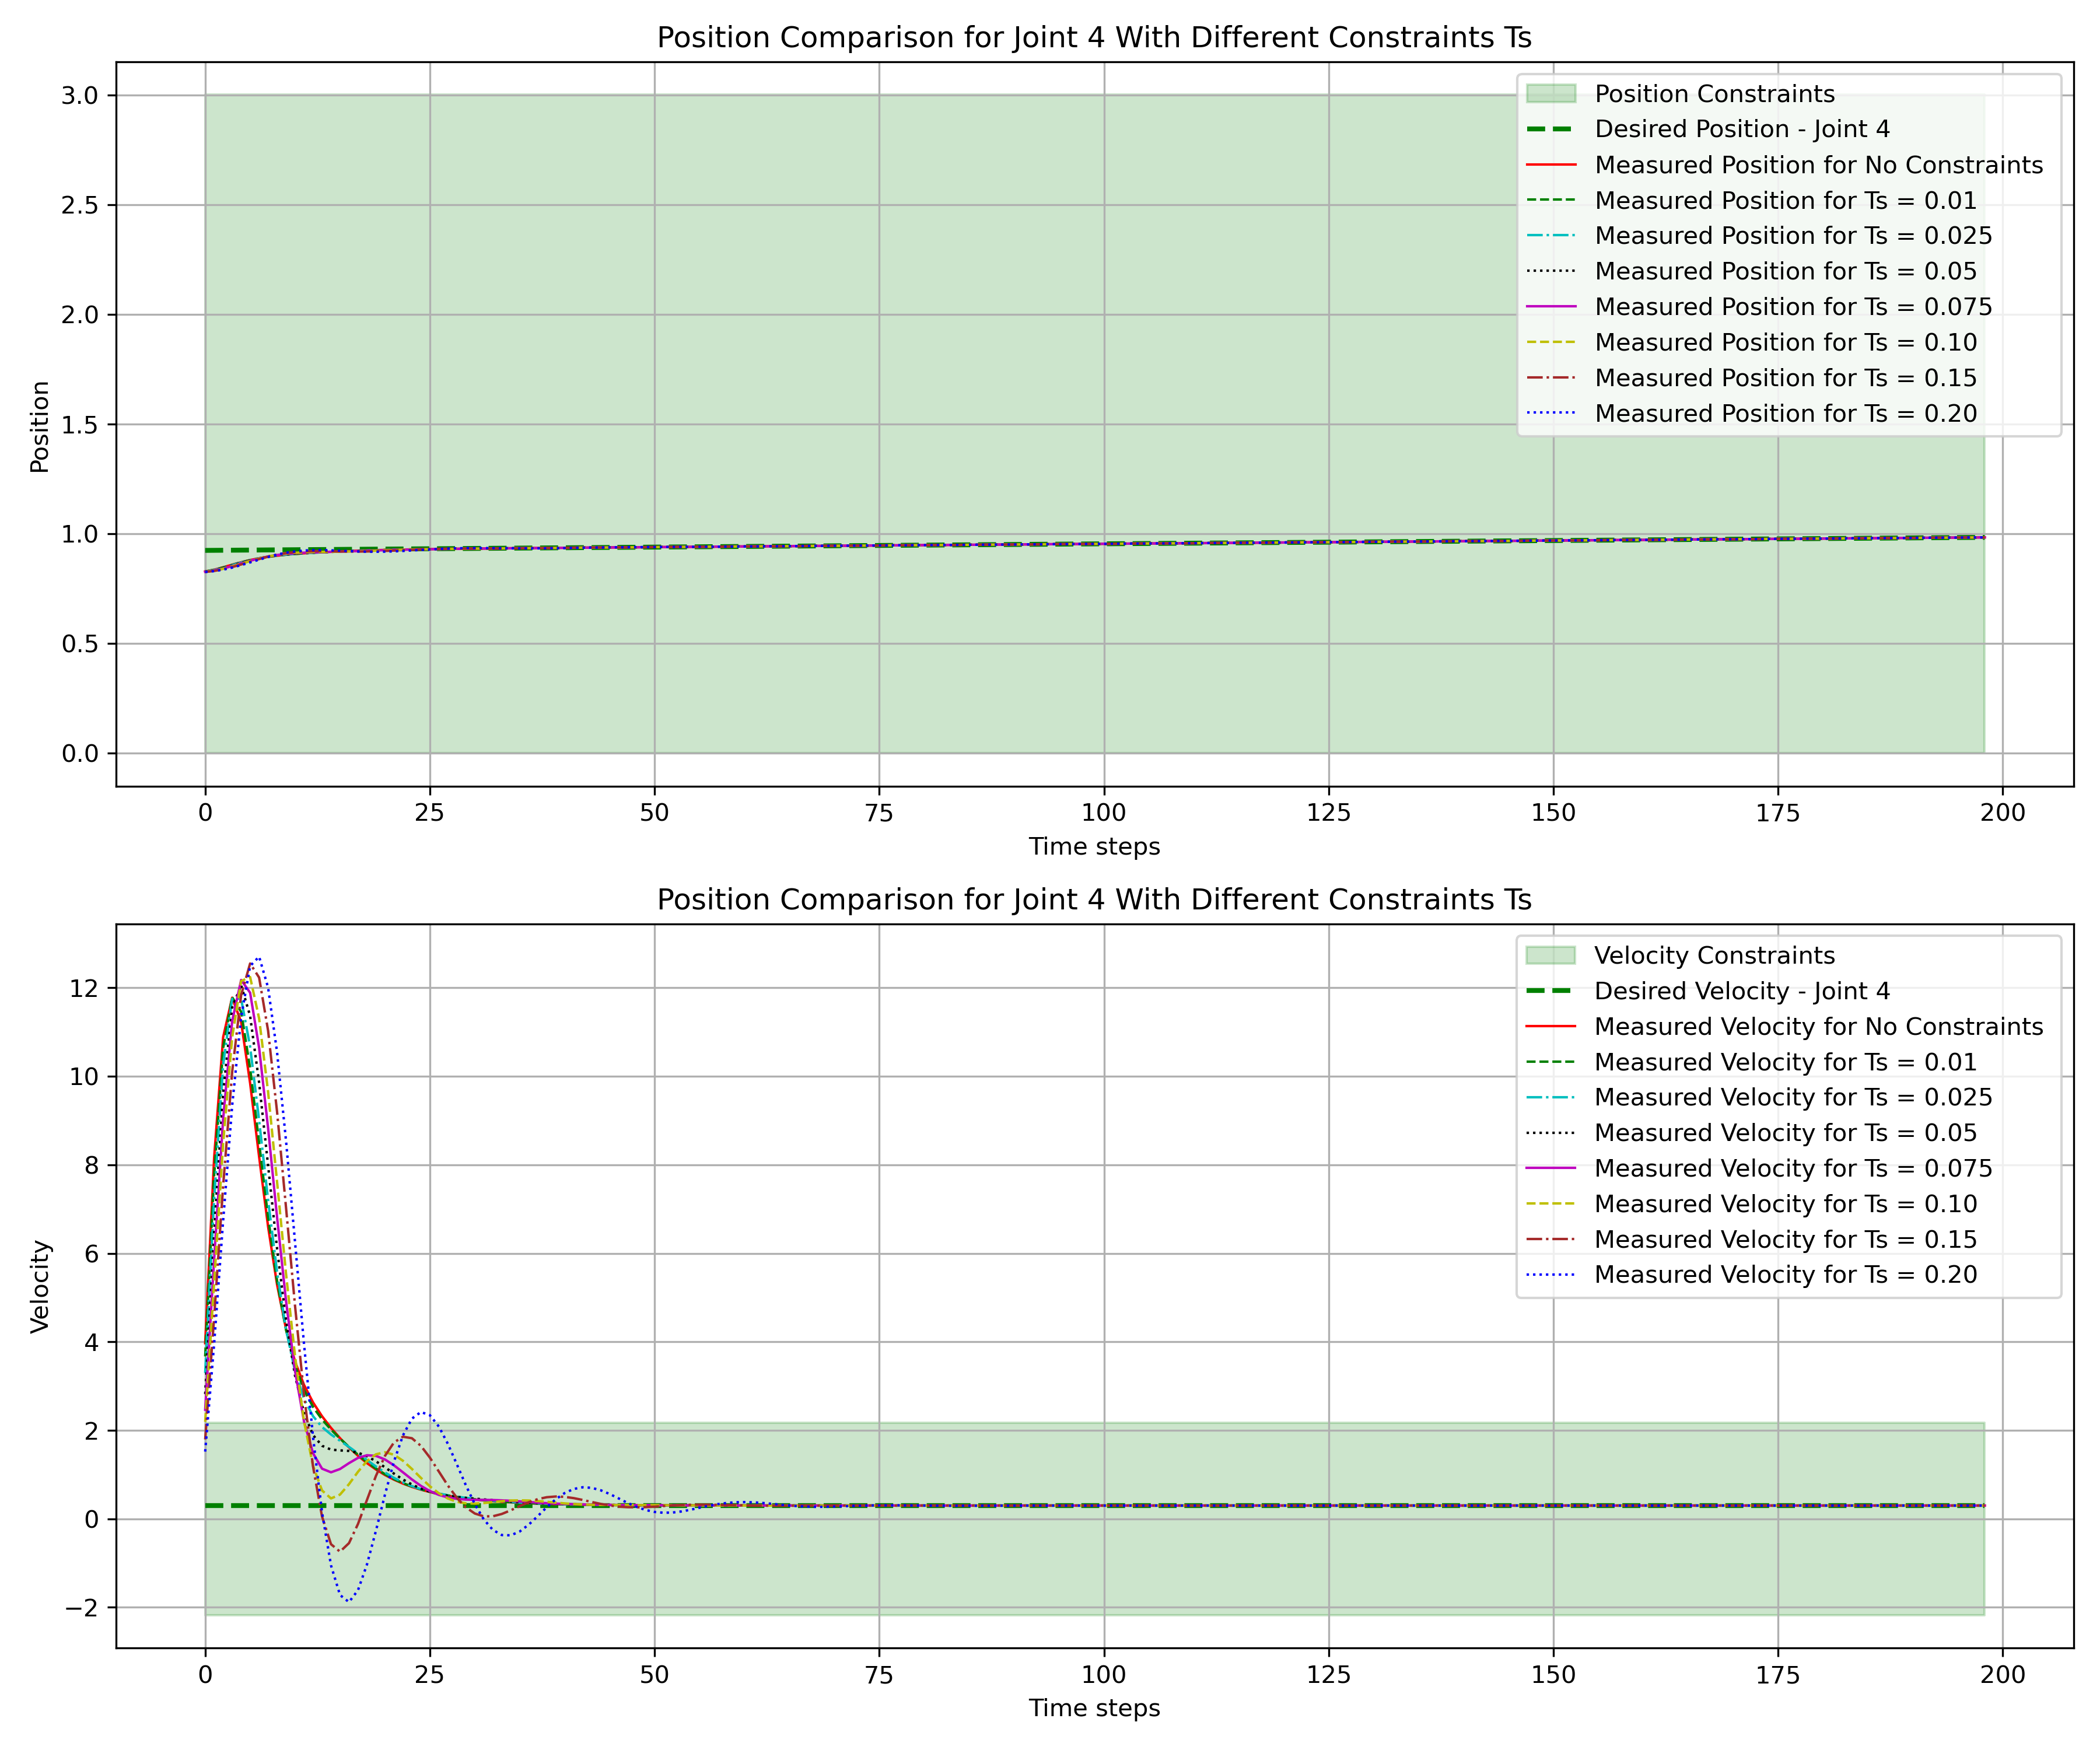 Position Comparison for Joint 4 With Different Constraints Ts
3.0
2.5
2.0
1.5
1.0
0.5
0.0
Position
Position Constraints
Desired Position - Joint 4
Measured Position for No Constraints
Measured Position for Ts = 0.01
Measured Position for Ts = 0.025
Measured Position for Ts = 0.05
Measured Position for Ts = 0.075
Measured Position for Ts = 0.10
Measured Position for Ts = 0.15
Measured Position for Ts = 0.20
0 25 50 75 100 125 150 175 200
Time steps
Position Comparison for Joint 4 With Different Constraints Ts
12
10
8
6
4
2
0
−2
Velocity
Velocity Constraints
Desired Velocity - Joint 4
Measured Velocity for No Constraints
Measured Velocity for Ts = 0.01
Measured Velocity for Ts = 0.025
Measured Velocity for Ts = 0.05
Measured Velocity for Ts = 0.075
Measured Velocity for Ts = 0.10
Measured Velocity for Ts = 0.15
Measured Velocity for Ts = 0.20
0 25 50 75 100 125 150 175 200
Time steps